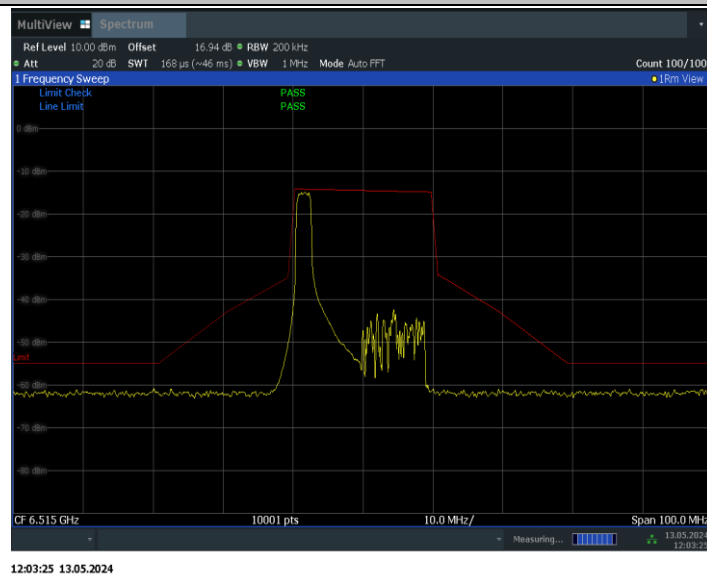 MultiView Spectrum
Ref Level 10.00 dBm Offset 16.94 dB RBW 200 kHz
Att 20 dB SWT 168 µs (~46 ms) VBW 1 MHz Mode Auto FFT Count 100/100
1 Frequency Sweep 1Rm View
Limit Check PASS
Line Limit PASS
0 dBm
-10 dBm
-20 dBm
-30 dBm
-40 dBm
-50 dBm
Limit
-60 dBm
-70 dBm
-80 dBm
CF 6.515 GHz 10001 pts 10.0 MHz/ Span 100.0 MHz
Measuring... 13.05.2024
12:03:25
12:03:25 13.05.2024